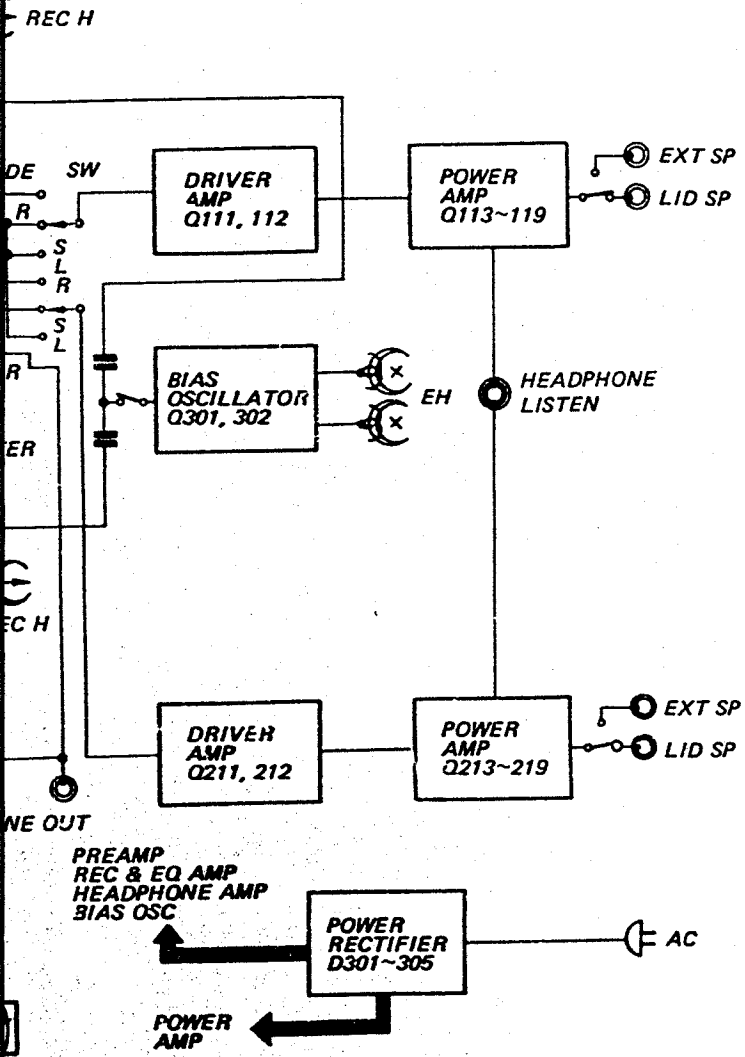 REC H
DE SW
R
S
L
R
S
L
R
ER
EC H
NE OUT
DRIVER
AMP
Q111, 112
POWER
AMP
Q113~119
EXT SP
LID SP
BIAS
OSCILLATOR
Q301, 302
EH
HEADPHONE
LISTEN
DRIVER
AMP
Q211, 212
POWER
AMP
Q213~219
EXT SP
LID SP
PREAMP
REC & EQ AMP
HEADPHONE AMP
BIAS OSC
POWER
RECTIFIER
D301~305
AC
POWER
AMP